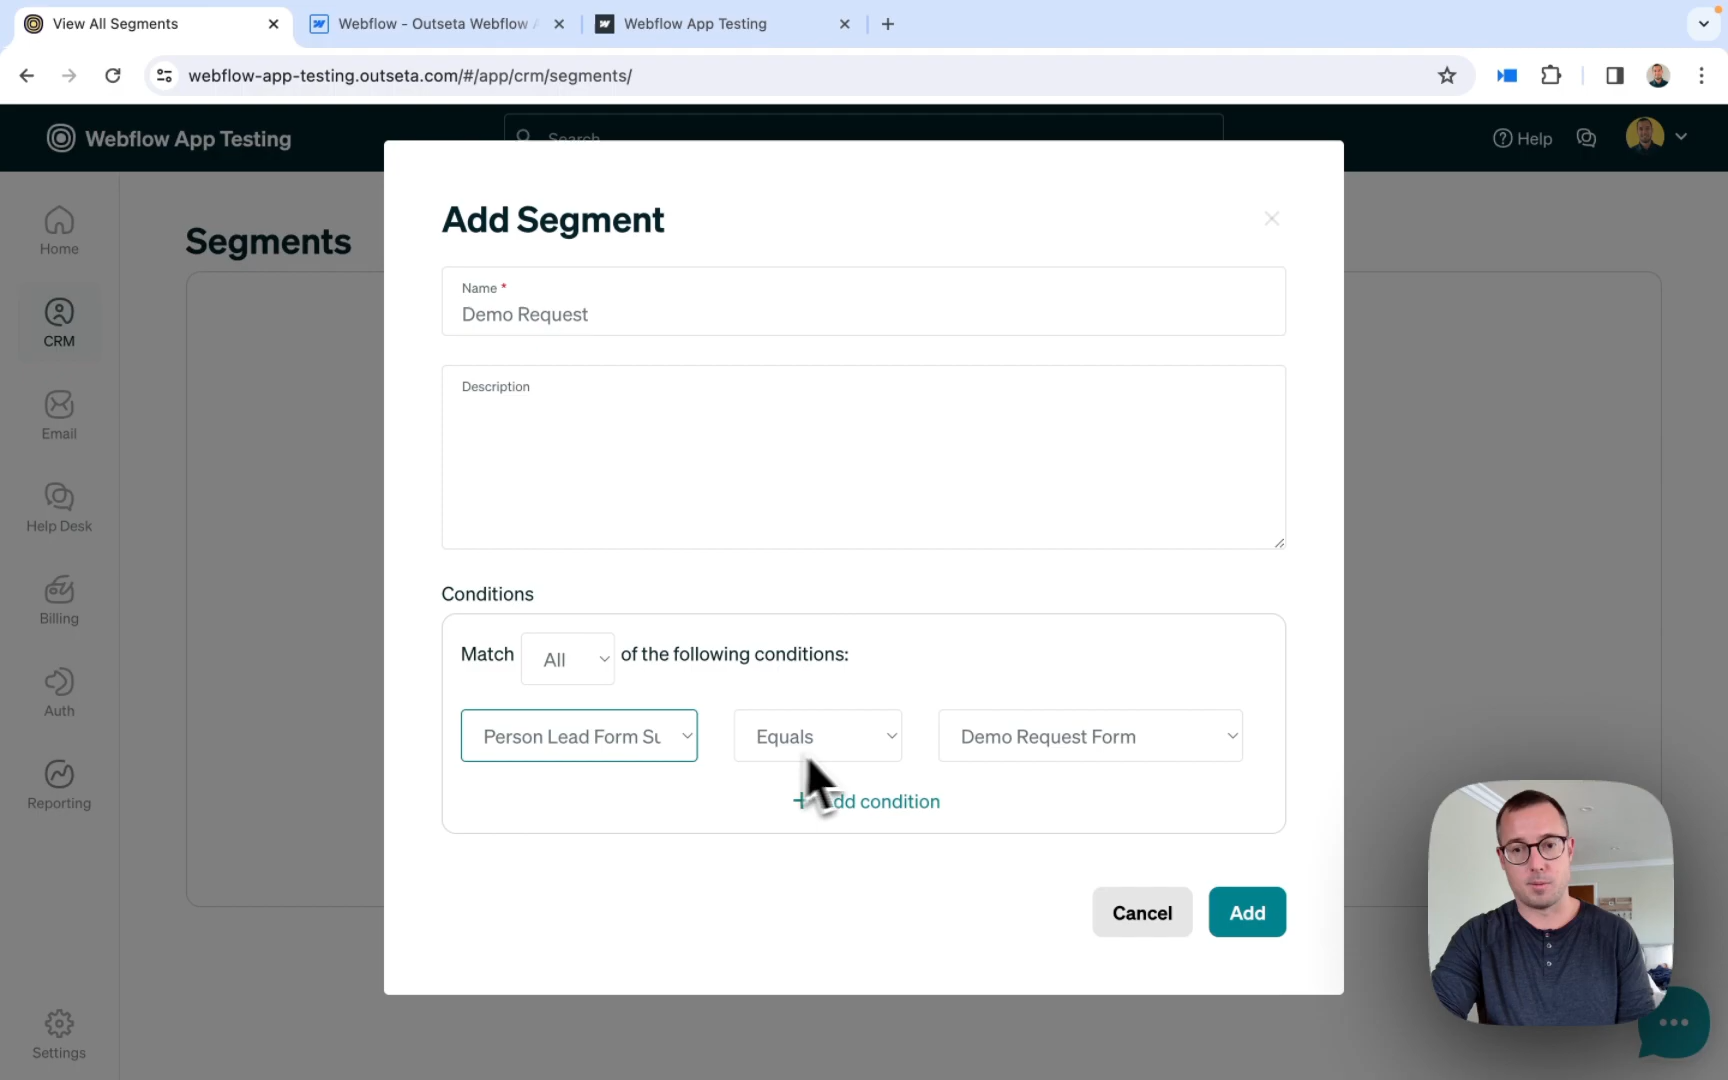 View All Segments
Webflow - Outseta Webflow
Webflow App Testing
webflow-app-testing.outseta.com/#/app/crm/segments/
Webflow App Testing
Search
Help
Home
CRM
Email
Help Desk
Billing
Auth
Reporting
Settings
Segments
Add Segment
Name *
Demo Request
Description
Conditions
Match All of the following conditions:
Person Lead Form Su
Equals
Demo Request Form
+ Add condition
Cancel
Add